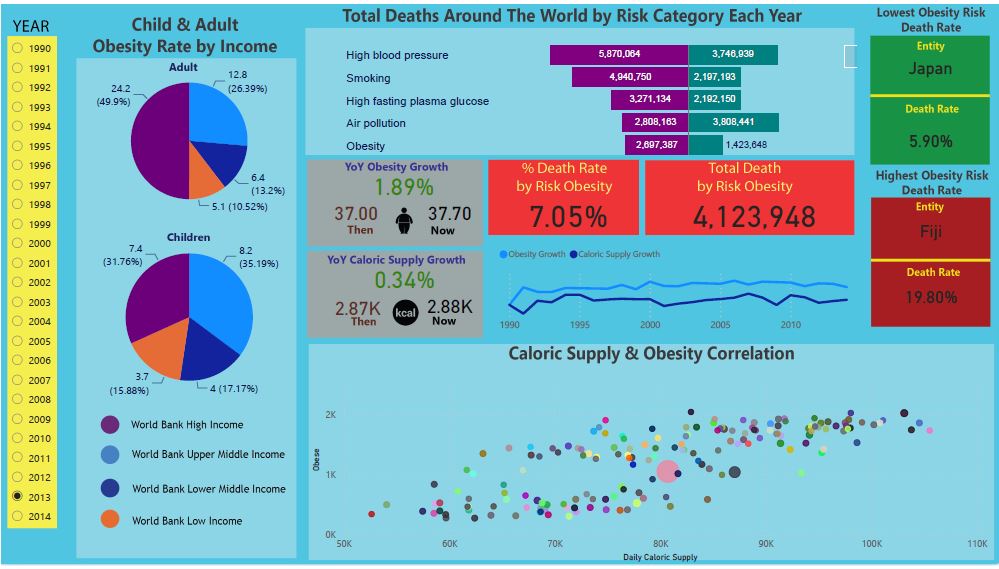 YEAR
1990
1991
1992
1993
1994
1995
1996
1997
1998
1999
2000
2001
2002
2003
2004
2005
2006
2007
2008
2009
2010
2011
2012
2013
2014
Child & Adult
Obesity Rate by Income
Adult
12.8
(26.39%)
24.2
(49.9%)
6.4
(13.2%)
5.1 (10.52%)
Children
7.4
(31.76%)
8.2
(35.19%)
3.7
(15.88%)
4 (17.17%)
World Bank High Income
World Bank Upper Middle Income
World Bank Lower Middle Income
World Bank Low Income
Total Deaths Around The World by Risk Category Each Year
High blood pressure 5,870,064 3,746,939
Smoking 4,940,750 2,197,193
High fasting plasma glucose 3,271,134 2,192,150
Air pollution 2,808,163 3,808,441
Obesity 2,697,387 1,423,648
YoY Obesity Growth
1.89%
37.00 37.70
Then Now
% Death Rate
by Risk Obesity
7.05%
Total Death
by Risk Obesity
4,123,948
YoY Caloric Supply Growth
0.34%
2.87K kcal 2.88K
Then Now
Obesity Growth Caloric Supply Growth
1990 1995 2000 2005 2010
Lowest Obesity Risk
Death Rate
Entity
Japan
Death Rate
5.90%
Highest Obesity Risk
Death Rate
Entity
Fiji
Death Rate
19.80%
Caloric Supply & Obesity Correlation
Obese
2K
1K
0K
50K 60K 70K 80K 90K 100K 110K
Daily Caloric Supply